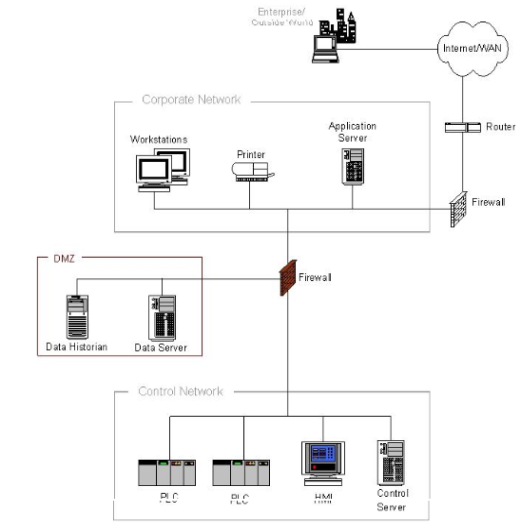 Enterprise/
Outside World
Internet/WAN
Corporate Network
Router
Workstations
Printer
Application
Server
Firewall
DMZ
Firewall
Data Historian
Data Server
Control Network
PLC
PLC
HMI
Control
Server